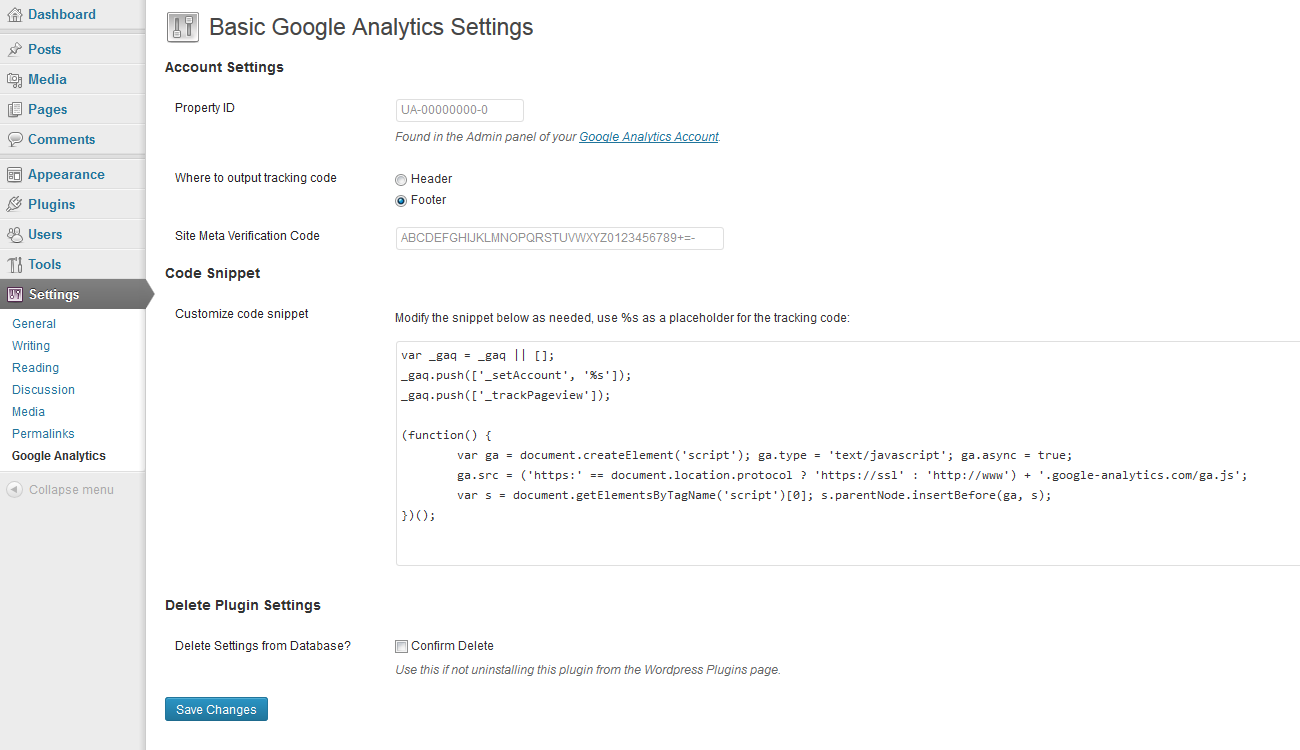 Dashboard
Posts
Media
Pages
Comments
Appearance
Plugins
Users
Tools
Settings
General
Writing
Reading
Discussion
Media
Permalinks
Google Analytics
Collapse menu
Basic Google Analytics Settings
Account Settings
Property ID
UA-00000000-0
Found in the Admin panel of your Google Analytics Account.
Where to output tracking code
Header
Footer
Site Meta Verification Code
ABCDEFGHIJKLMNOPQRSTUVWXYZ0123456789+=-
Code Snippet
Customize code snippet
Modify the snippet below as needed, use %s as a placeholder for the tracking code:
var _gaq = _gaq || [];
_gaq.push(['_setAccount', '%s']);
_gaq.push(['_trackPageview']);
(function() {
var ga = document.createElement('script'); ga.type = 'text/javascript'; ga.async = true;
ga.src = ('https:' == document.location.protocol ? 'https://ssl' : 'http://www') + '.google-analytics.com/ga.js';
var s = document.getElementsByTagName('script')[0]; s.parentNode.insertBefore(ga, s);
})();
Delete Plugin Settings
Delete Settings from Database?
Confirm Delete
Use this if not uninstalling this plugin from the Wordpress Plugins page.
Save Changes